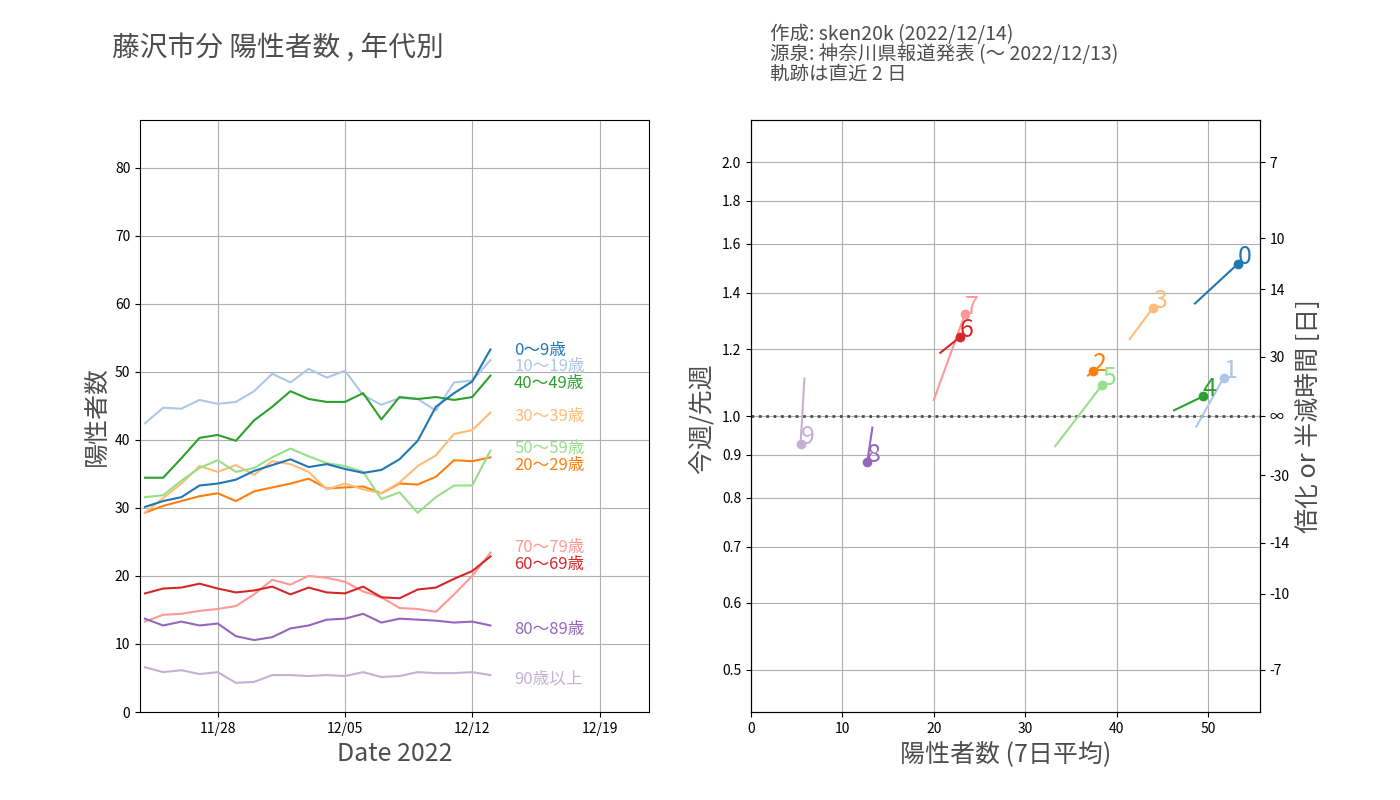 藤沢市分 陽性者数 , 年代別
作成: sken20k (2022/12/14)
源泉: 神奈川県報道発表 (～ 2022/12/13)
軌跡は直近 2 日
陽性者数
80
70
60
50
40
30
20
10
0
0～9歳
10～19歳
40～49歳
30～39歳
50～59歳
20～29歳
70～79歳
60～69歳
80～89歳
90歳以上
11/28
12/05
12/12
12/19
Date 2022
今週/先週
2.0
1.8
1.6
1.4
1.2
1.0
0.9
0.8
0.7
0.6
0.5
0
3
7
6
2
5
1
4
9
8
0
10
20
30
40
50
陽性者数 (7日平均)
7
10
14
30
∞
-30
-14
-10
-7
倍化 or 半減時間 [日]